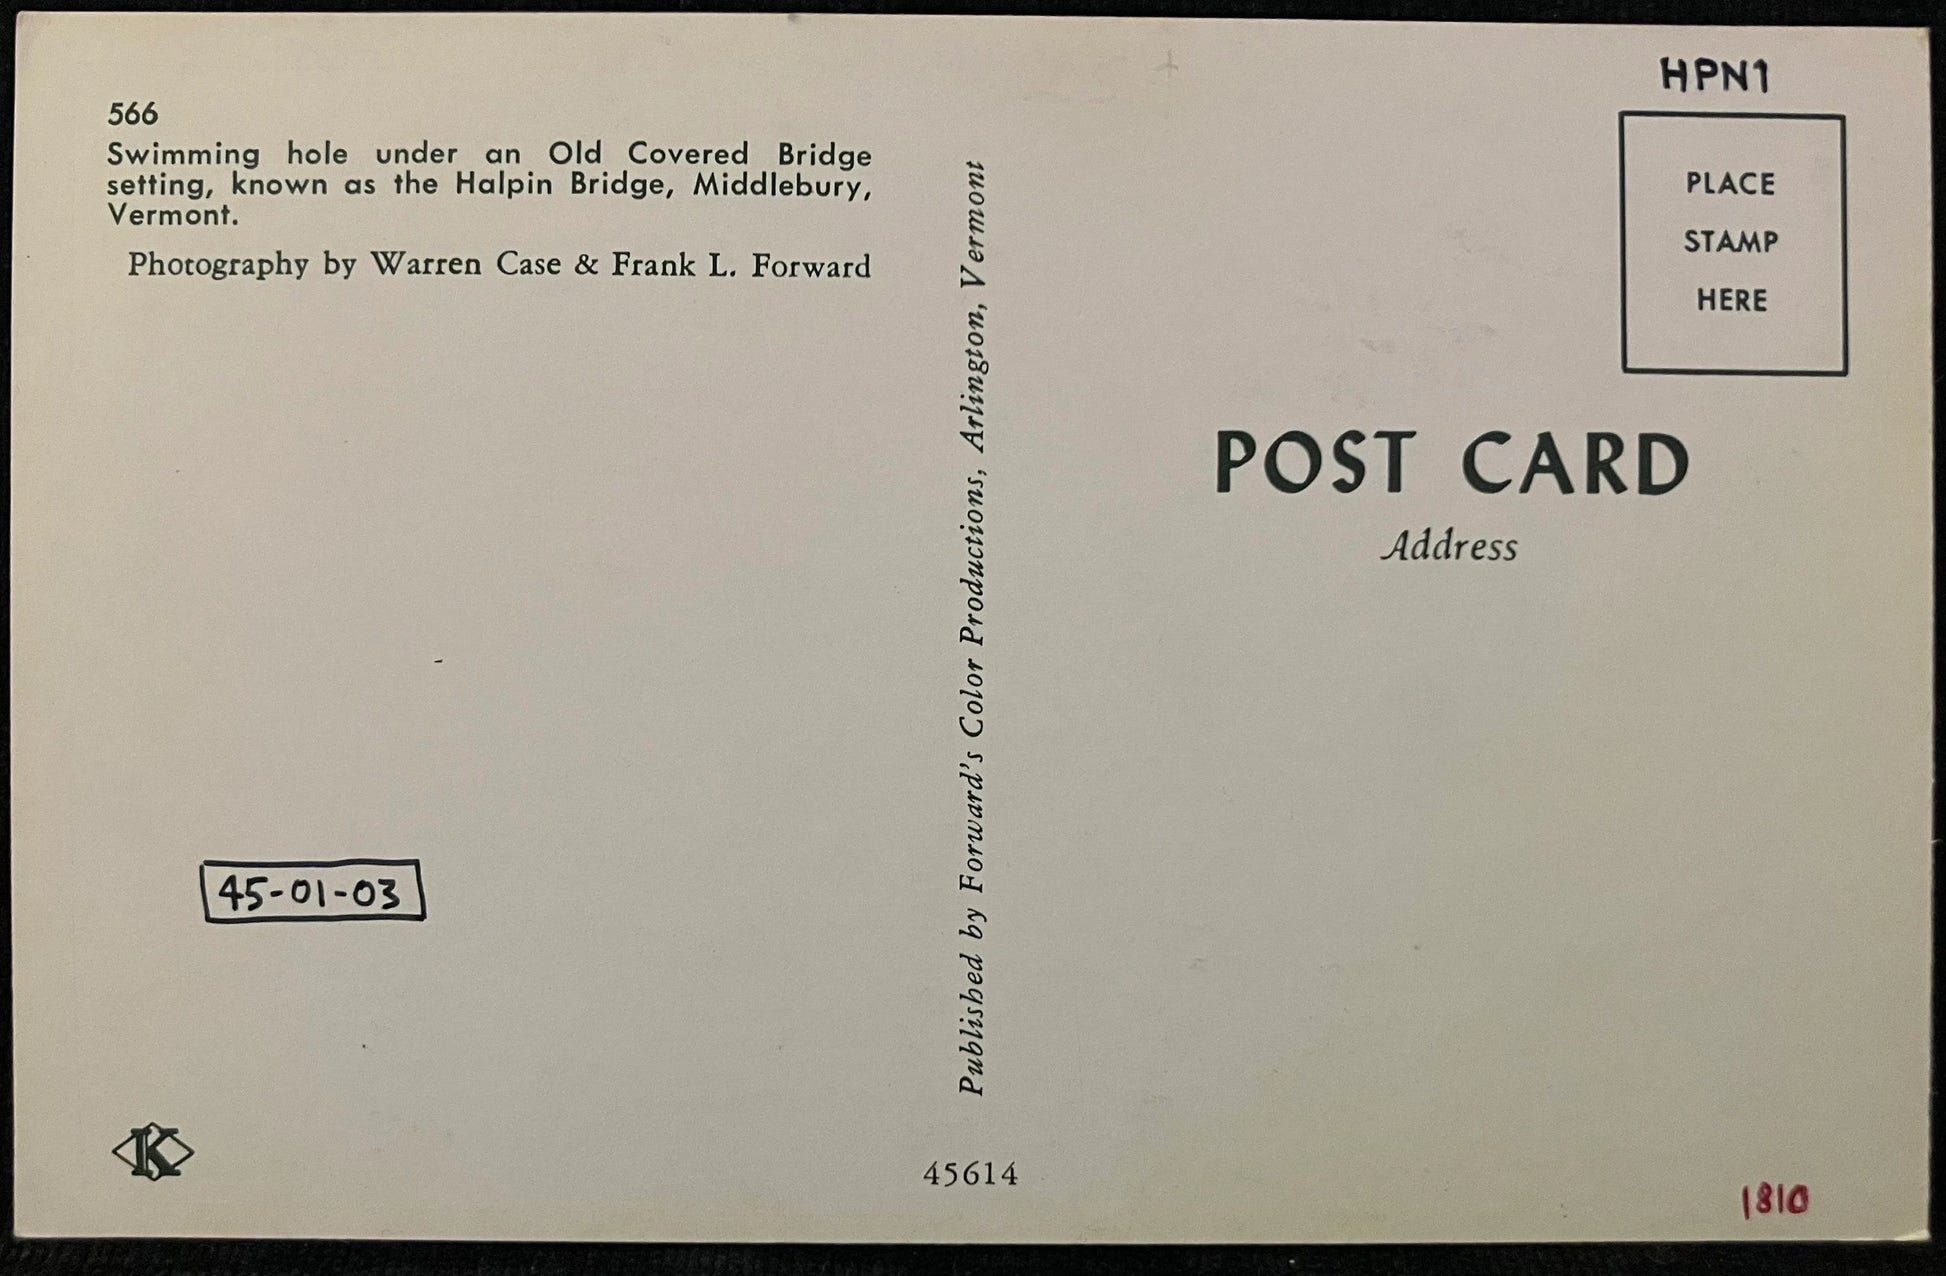 566
Swimming hole under an Old Covered Bridge
setting, known as the Halpin Bridge, Middlebury,
Vermont.
Photography by Warren Case & Frank L. Forward
45-01-03
K
Published by Forward's Color Productions, Arlington, Vermont
45614
HPN1
PLACE
STAMP
HERE
POST CARD
Address
1810